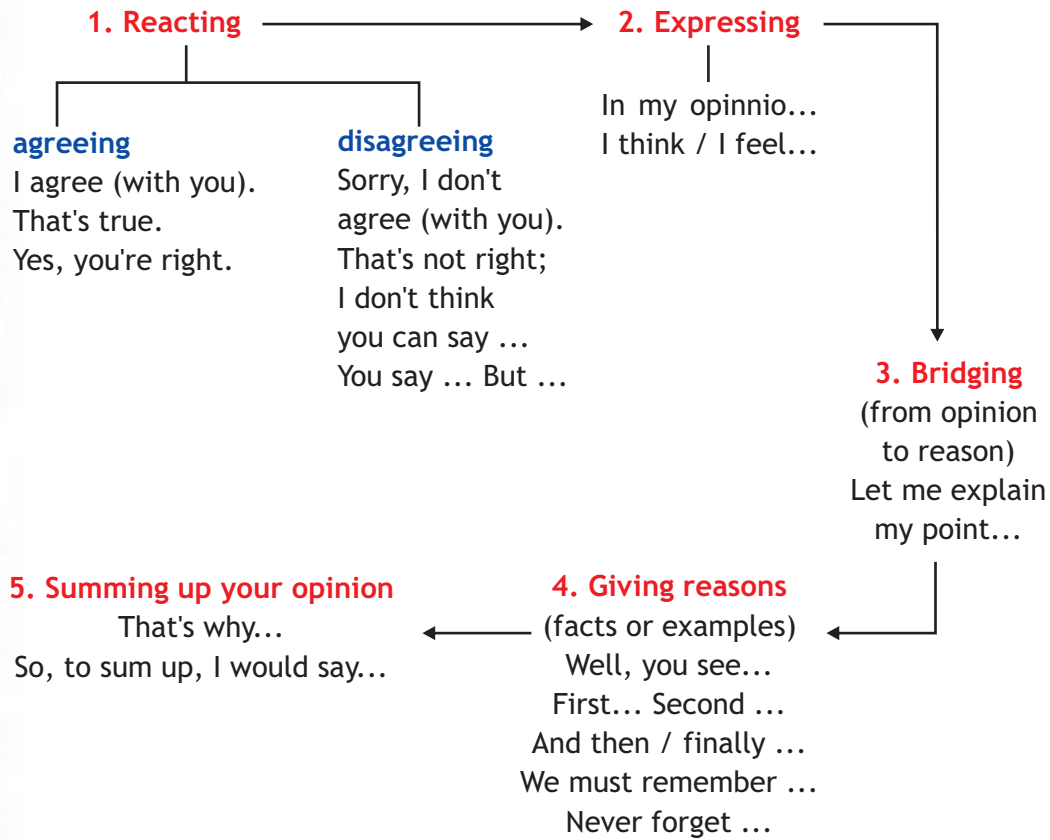 1. Reacting
agreeing
I agree (with you).
That's true.
Yes, you're right.
disagreeing
Sorry, I don't
agree (with you).
That's not right;
I don't think
you can say ...
You say ... But ...
2. Expressing
In my opinnio...
I think / I feel...
3. Bridging
(from opinion
to reason)
Let me explain
my point...
4. Giving reasons
(facts or examples)
Well, you see...
First... Second ...
And then / finally ...
We must remember ...
Never forget ...
5. Summing up your opinion
That's why...
So, to sum up, I would say...